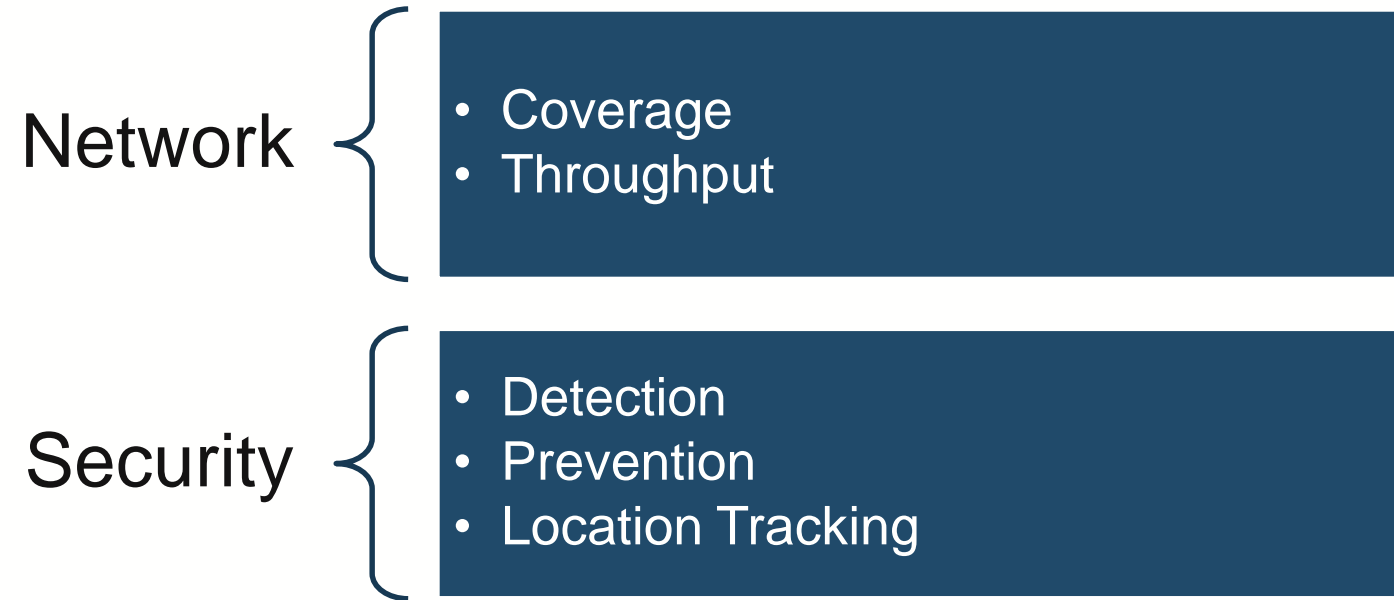 Network
• Coverage
• Throughput
Security
• Detection
• Prevention
• Location Tracking